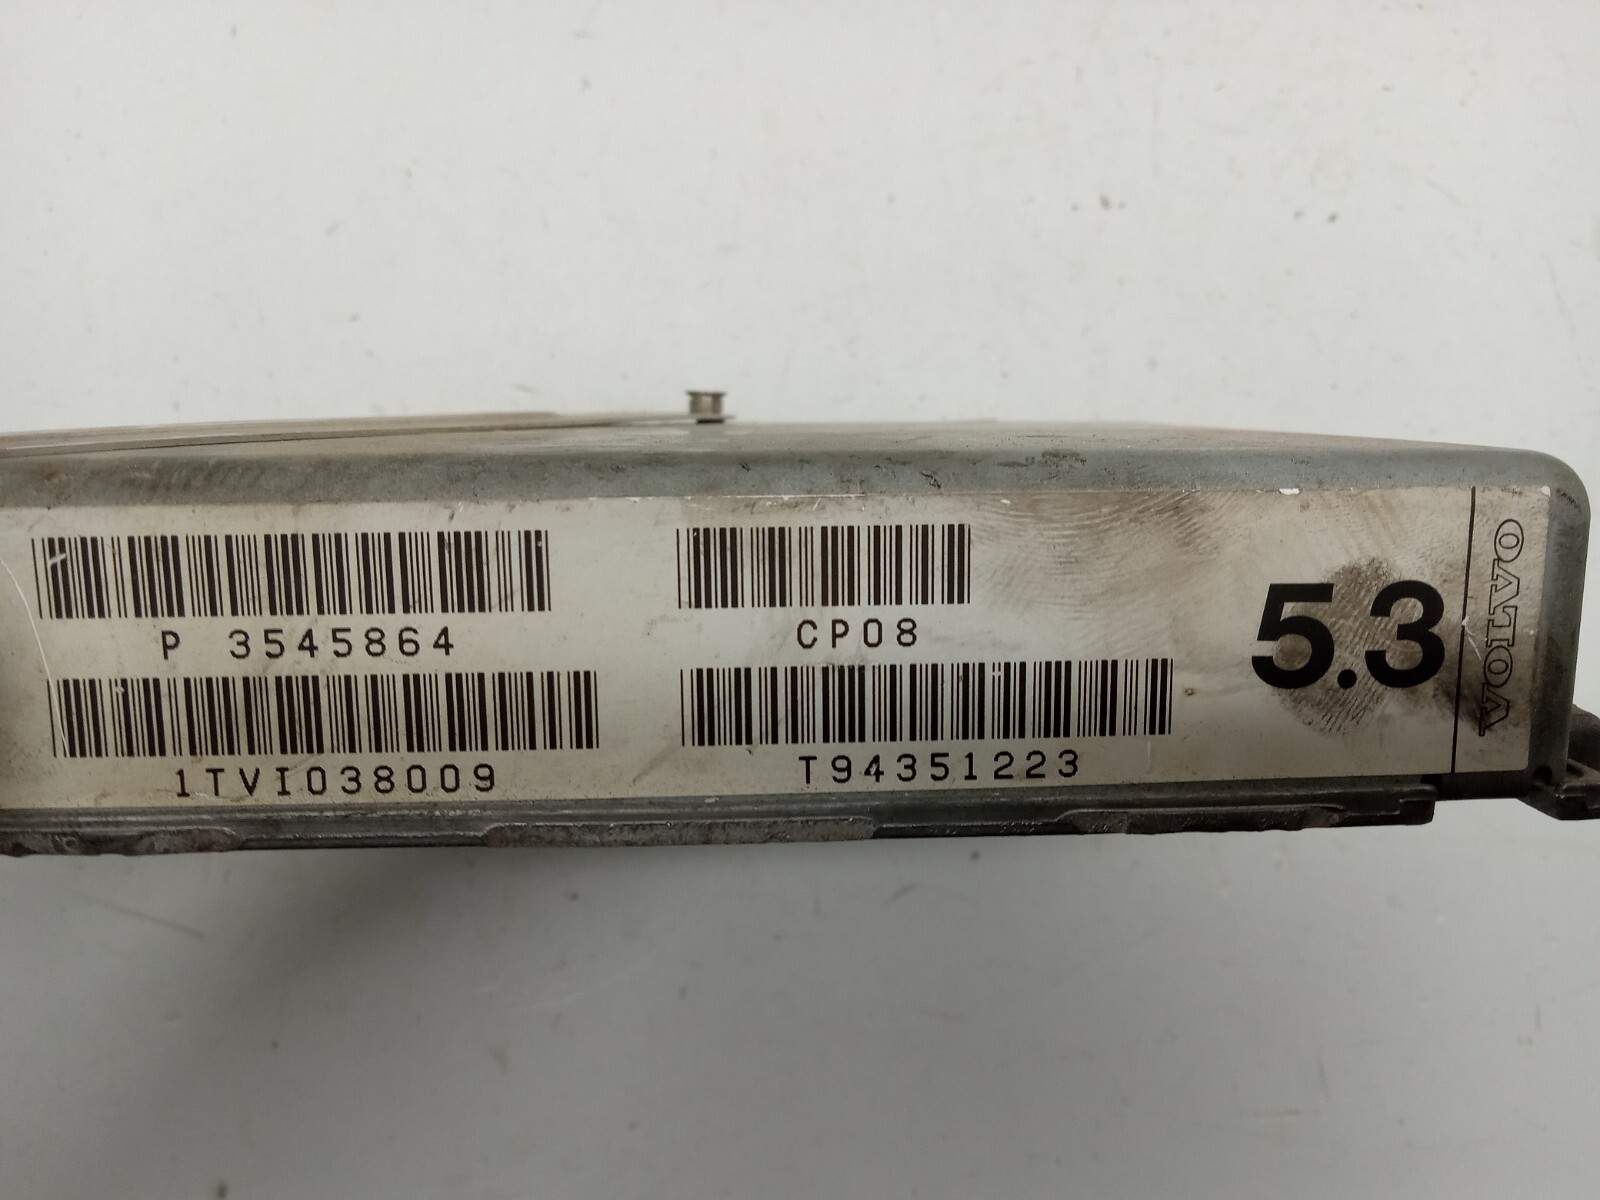 P 3545864
CP08
1TVI038009
T94351223
5.3
VOLVO